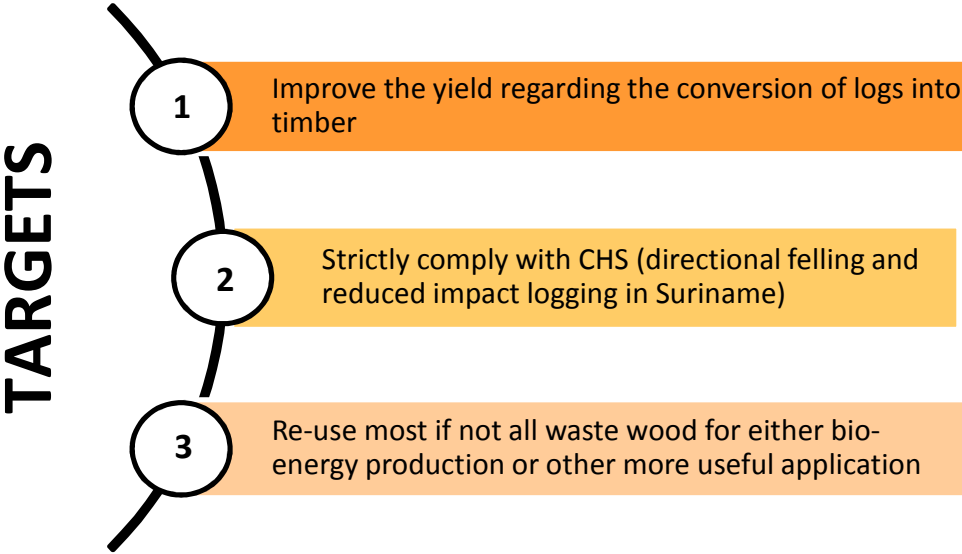 TARGETS
1
Improve the yield regarding the conversion of logs into
timber
2
Strictly comply with CHS (directional felling and
reduced impact logging in Suriname)
3
Re-use most if not all waste wood for either bio-
energy production or other more useful application